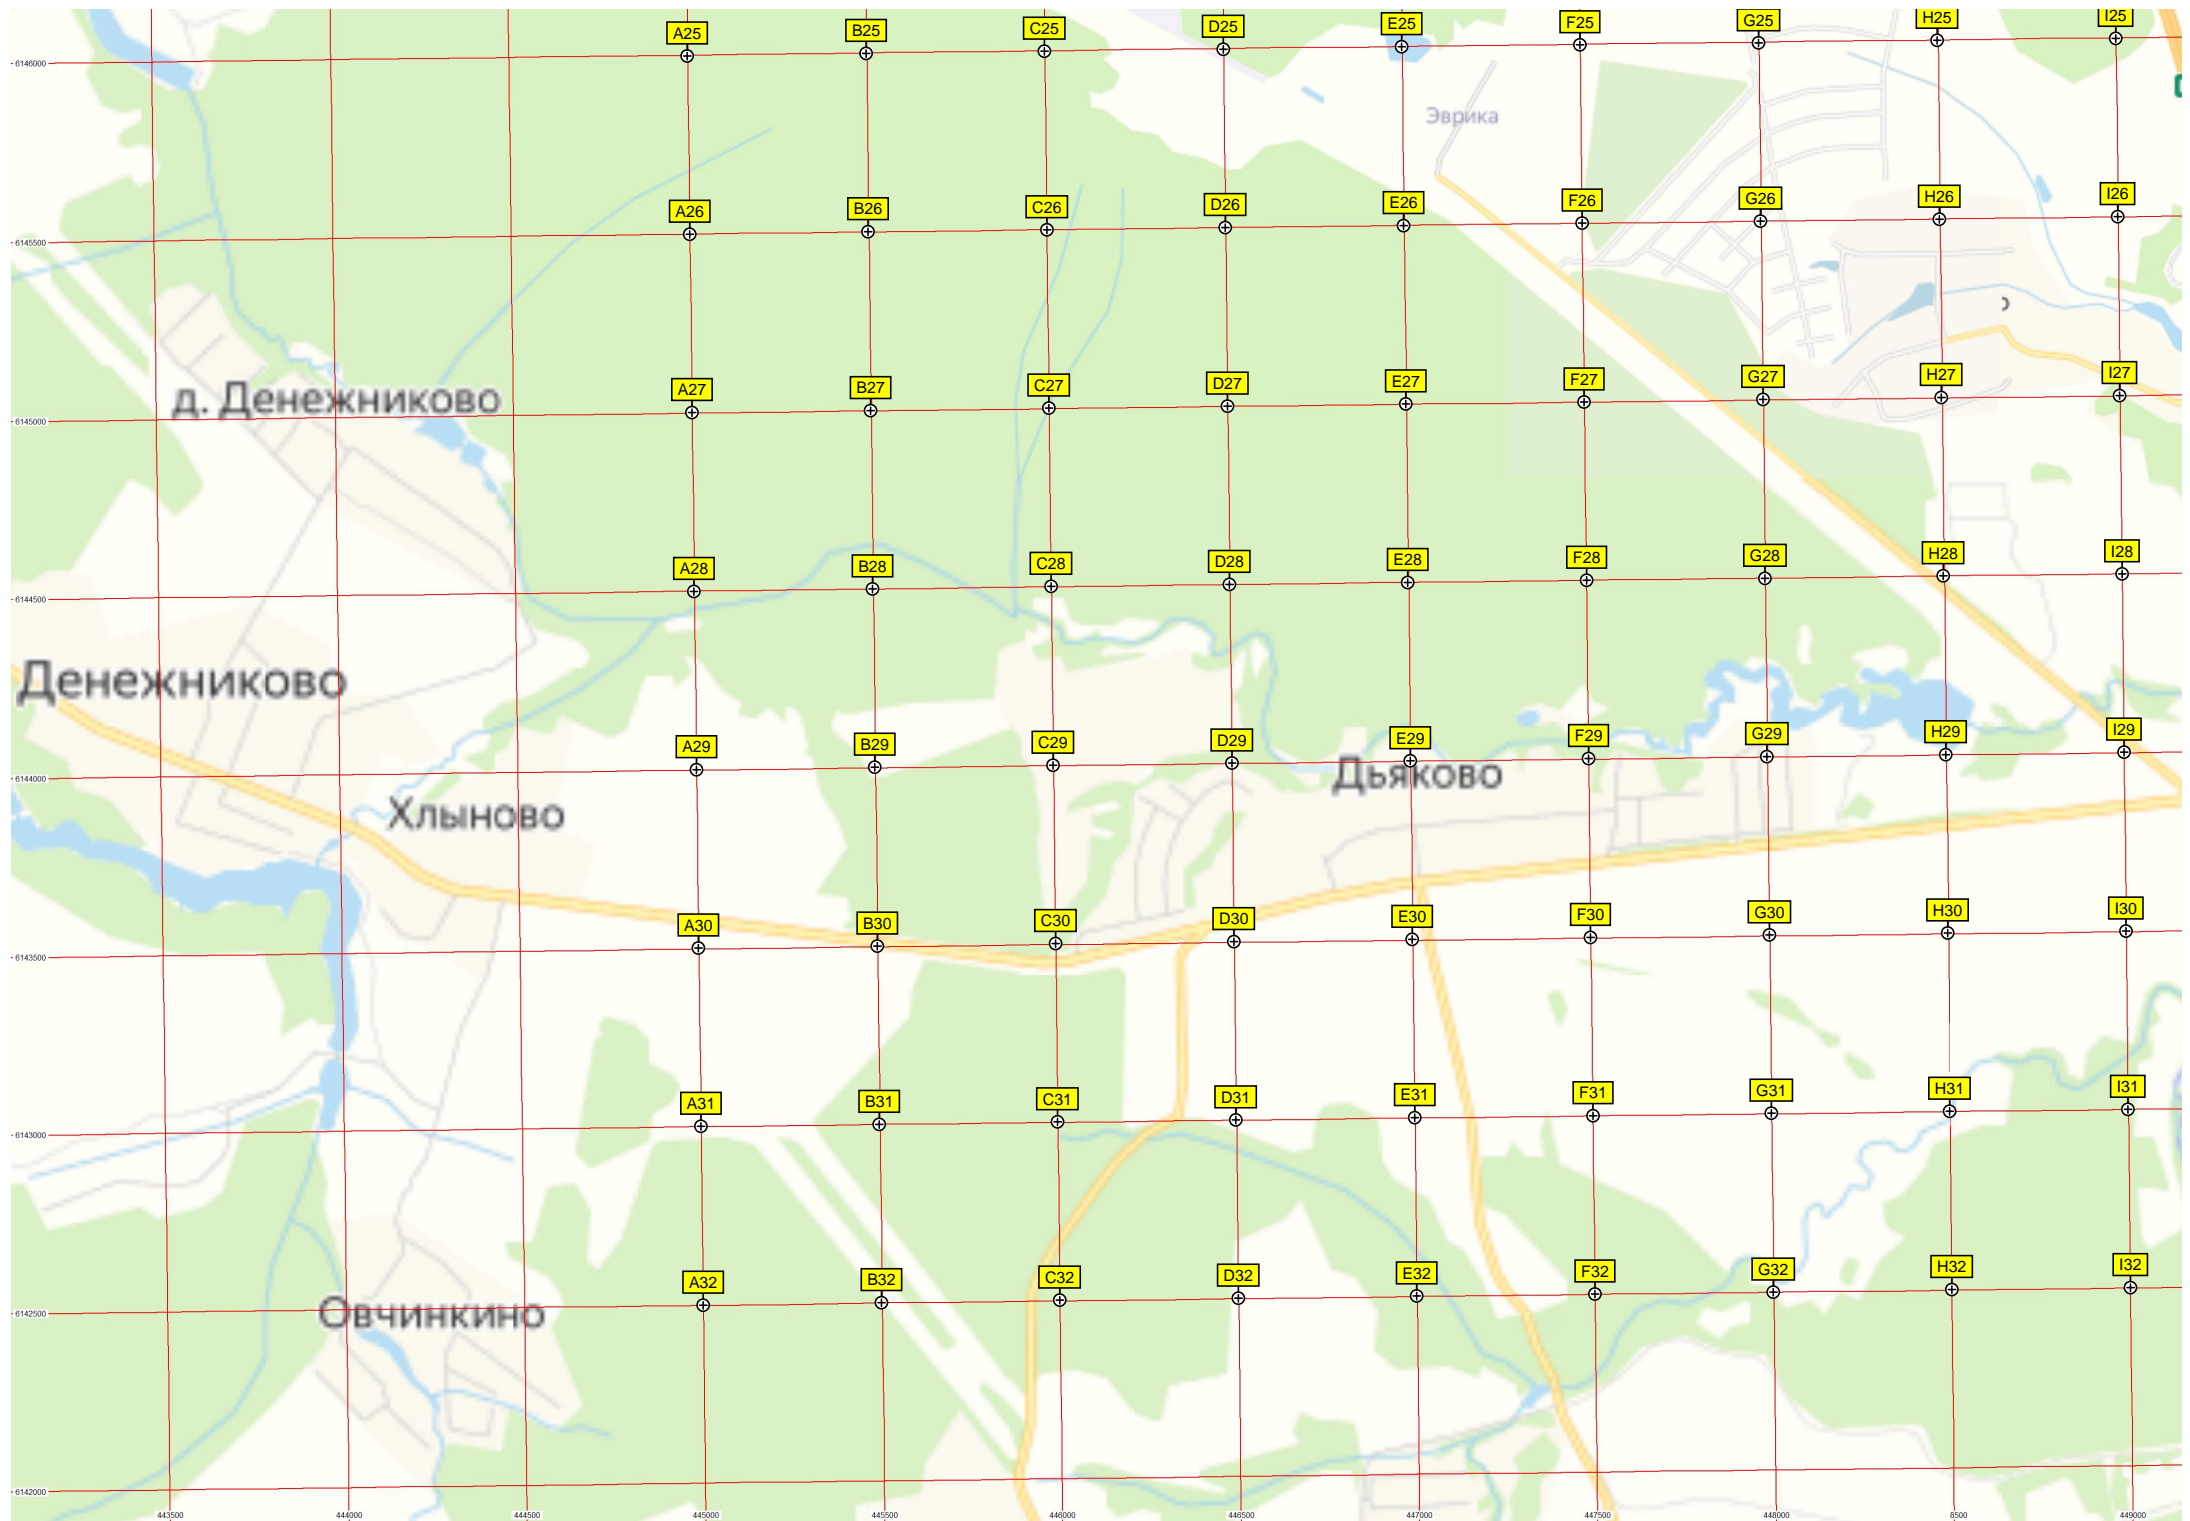 A25 B25 C25 D25 E25 F25 G25 H25 I25
6146000
Эврика
A26 B26 C26 D26 E26 F26 G26 H26 I26
6145500
A27 B27 C27 D27 E27 F27 G27 H27 I27
д. Денежниково
6145000
A28 B28 C28 D28 E28 F28 G28 H28 I28
6144500
Денежниково
A29 B29 C29 D29 E29 F29 G29 H29 I29
6144000
Дьяково
Хлыново
A30 B30 C30 D30 E30 F30 G30 H30 I30
6143500
A31 B31 C31 D31 E31 F31 G31 H31 I31
6143000
A32 B32 C32 D32 E32 F32 G32 H32 I32
6142500
Овчинкино
6142000
443500 444000 444500 445000 445500 446000 446500 447000 447500 448000 8500 449000